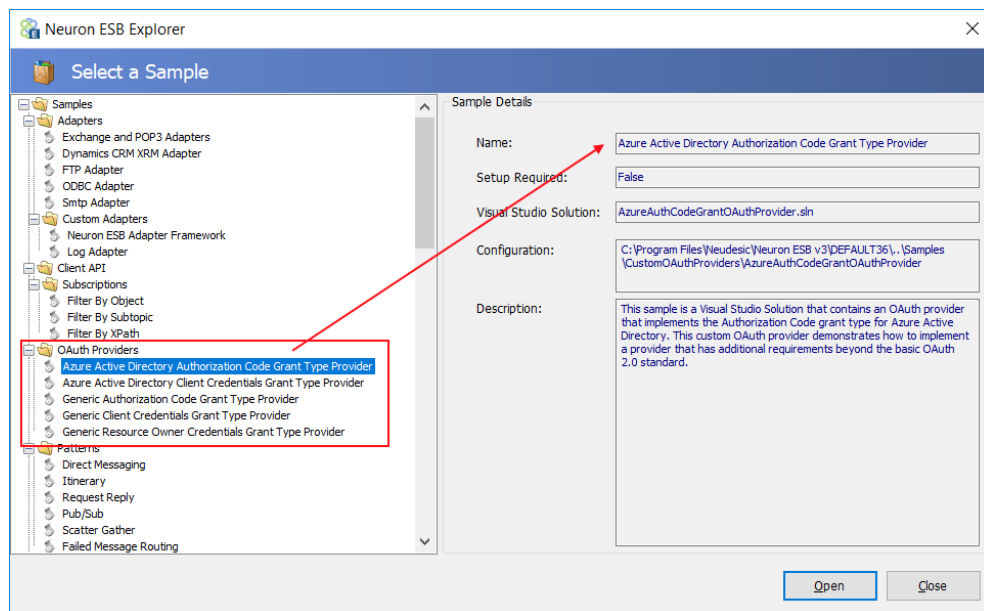 Neuron ESB Explorer
Select a Sample
Samples
Adapters
Exchange and POP3 Adapters
Dynamics CRM XRM Adapter
FTP Adapter
ODBC Adapter
Smtp Adapter
Custom Adapters
Neuron ESB Adapter Framework
Log Adapter
Client API
Subscriptions
Filter By Object
Filter By Subtopic
Filter By XPath
OAuth Providers
Azure Active Directory Authorization Code Grant Type Provider
Azure Active Directory Client Credentials Grant Type Provider
Generic Authorization Code Grant Type Provider
Generic Client Credentials Grant Type Provider
Generic Resource Owner Credentials Grant Type Provider
Patterns
Direct Messaging
Itinerary
Request Reply
Pub/Sub
Scatter Gather
Failed Message Routing
Sample Details
Name:
Azure Active Directory Authorization Code Grant Type Provider
Setup Required:
False
Visual Studio Solution:
AzureAuthCodeGrantOAuthProvider.sln
Configuration:
C:\Program Files\Neudesic\Neuron ESB v3\DEFAULT36\..\Samples
\CustomOAuthProviders\AzureAuthCodeGrantOAuthProvider
Description:
This sample is a Visual Studio Solution that contains an OAuth provider
that implements the Authorization Code grant type for Azure Active
Directory. This custom OAuth provider demonstrates how to implement
a provider that has additional requirements beyond the basic OAuth
2.0 standard.
Open
Close